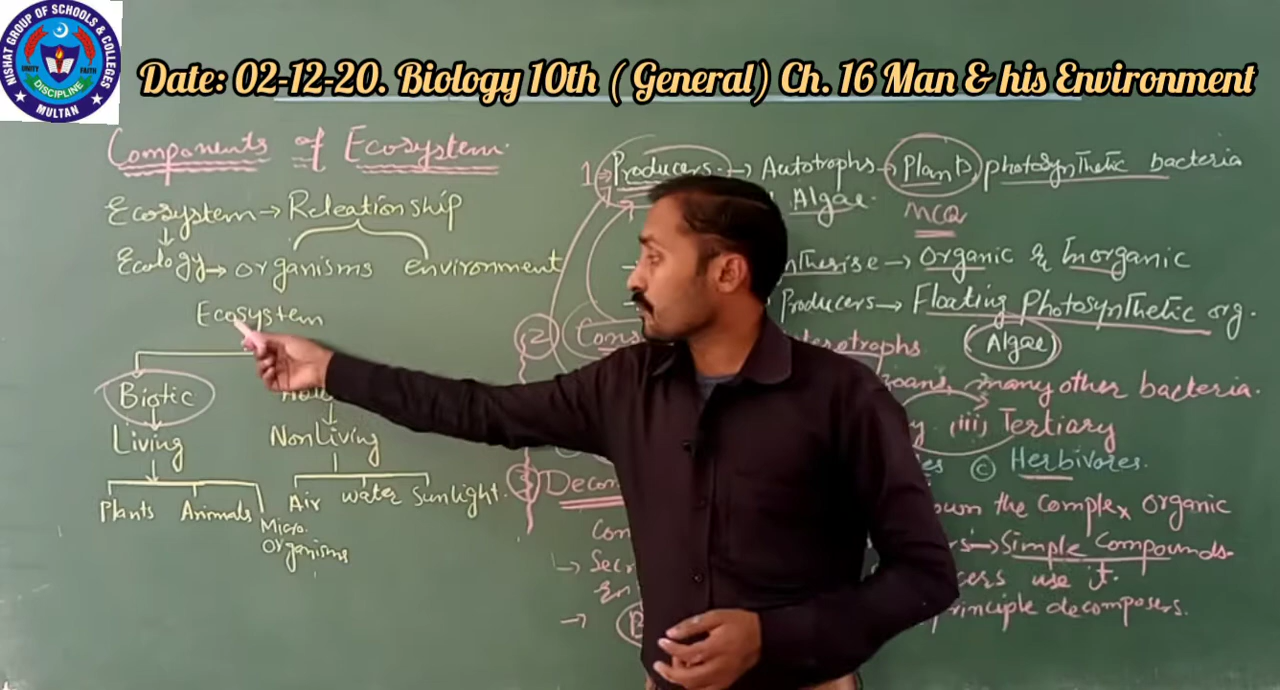 NISHAT GROUP OF SCHOOLS & COLLEGES
UNITY FAITH
DISCIPLINE
MULTAN
Date: 02-12-20. Biology 10th ( General) Ch. 16 Man & his Environment
Components of Ecosystem.
Ecosystem → Releationship
Ecology → organisms environment
Ecosystem
Biotic
Living NonLiving
Plants Animals Micro. organisms
Air water Sunlight.
1 Producers. → Autotrophs → Plants, photosynthetic bacteria
Algae. MCQ
→ Organic & Inorganic
Producers → Floating Photosynthetic org.
(Algae)
2
many other bacteria.
(iii) Tertiary
(c) Herbivores.
3
the Complex organic
→ Simple Compounds.
use it.
principle decomposers.